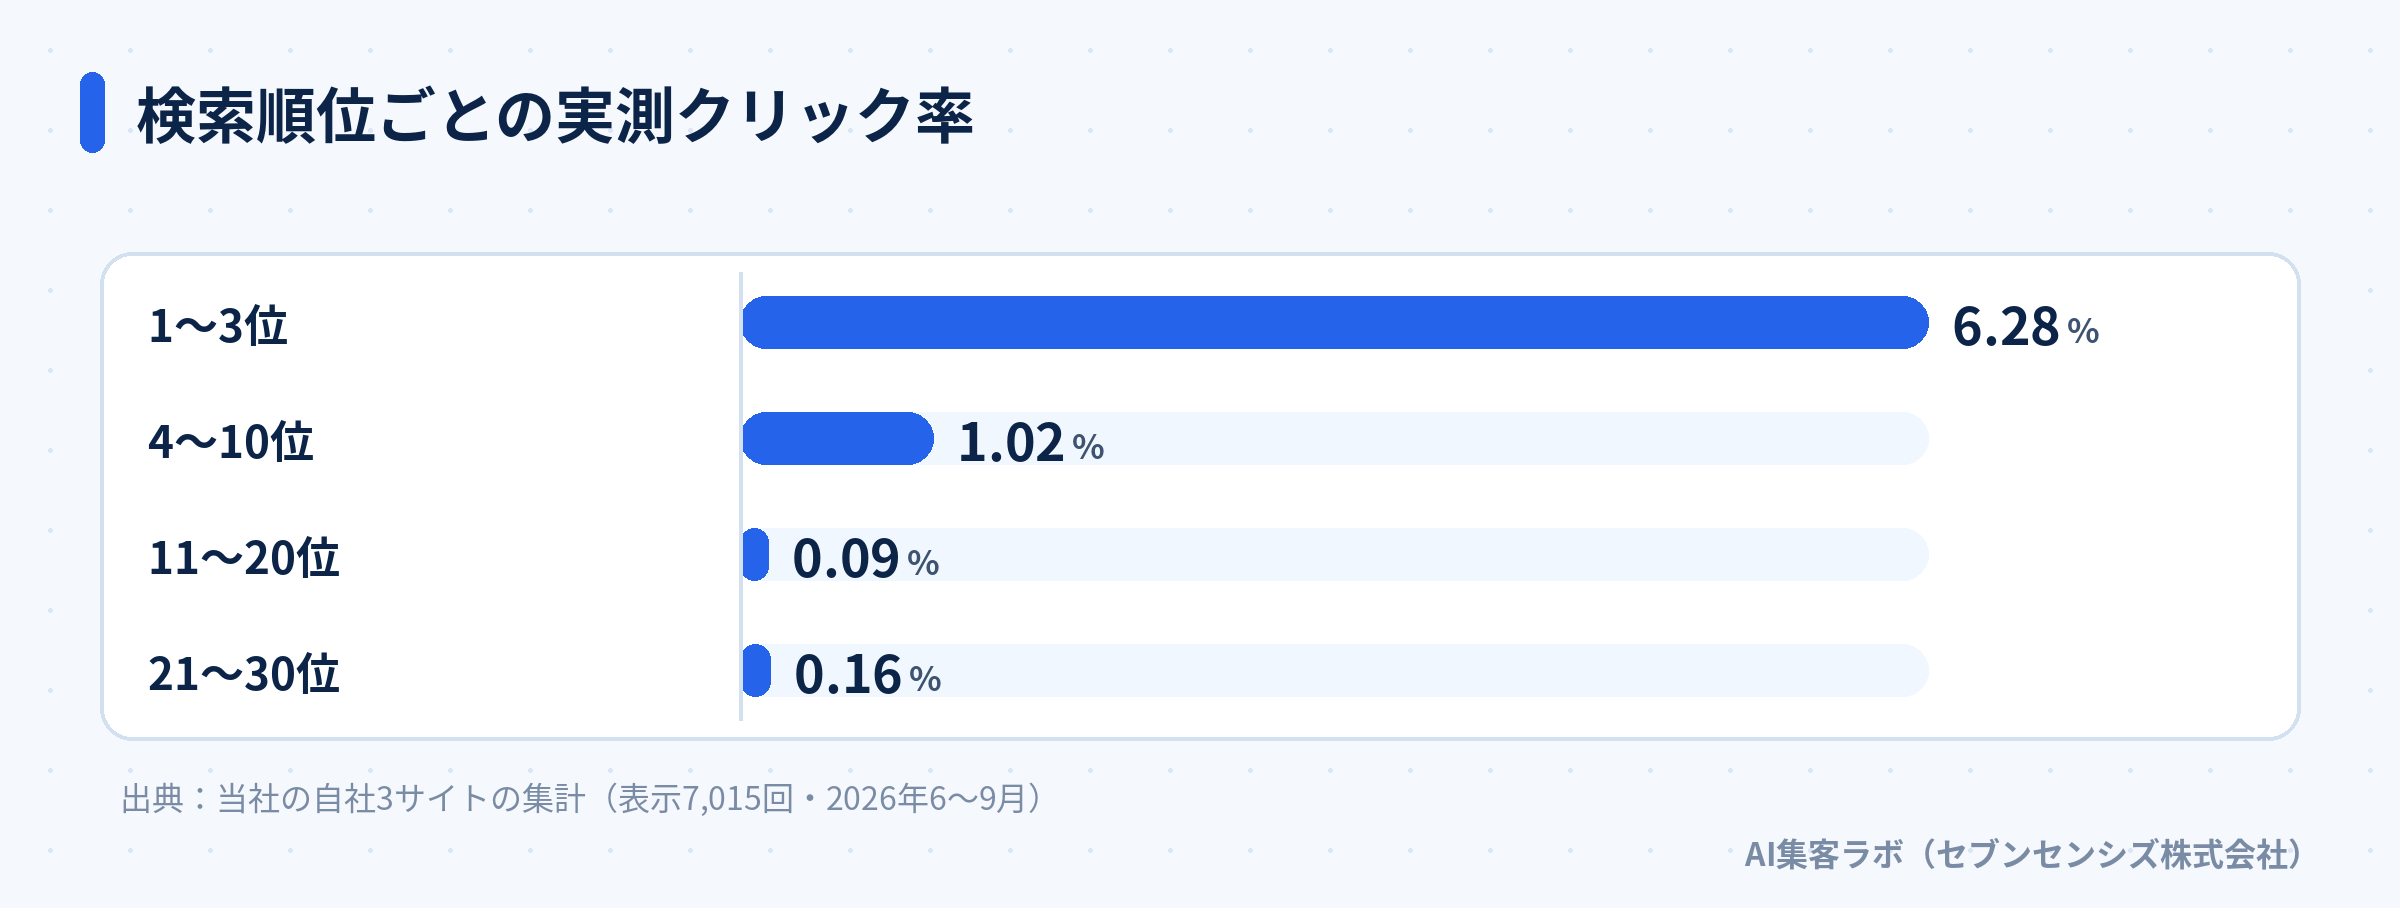 検索順位ごとの実測クリック率
1〜3位 6.28%
4〜10位 1.02%
11〜20位 0.09%
21〜30位 0.16%
出典：当社の自社3サイトの集計（表示7,015回・2026年6〜9月）
AI集客ラボ（セブンセンシズ株式会社）